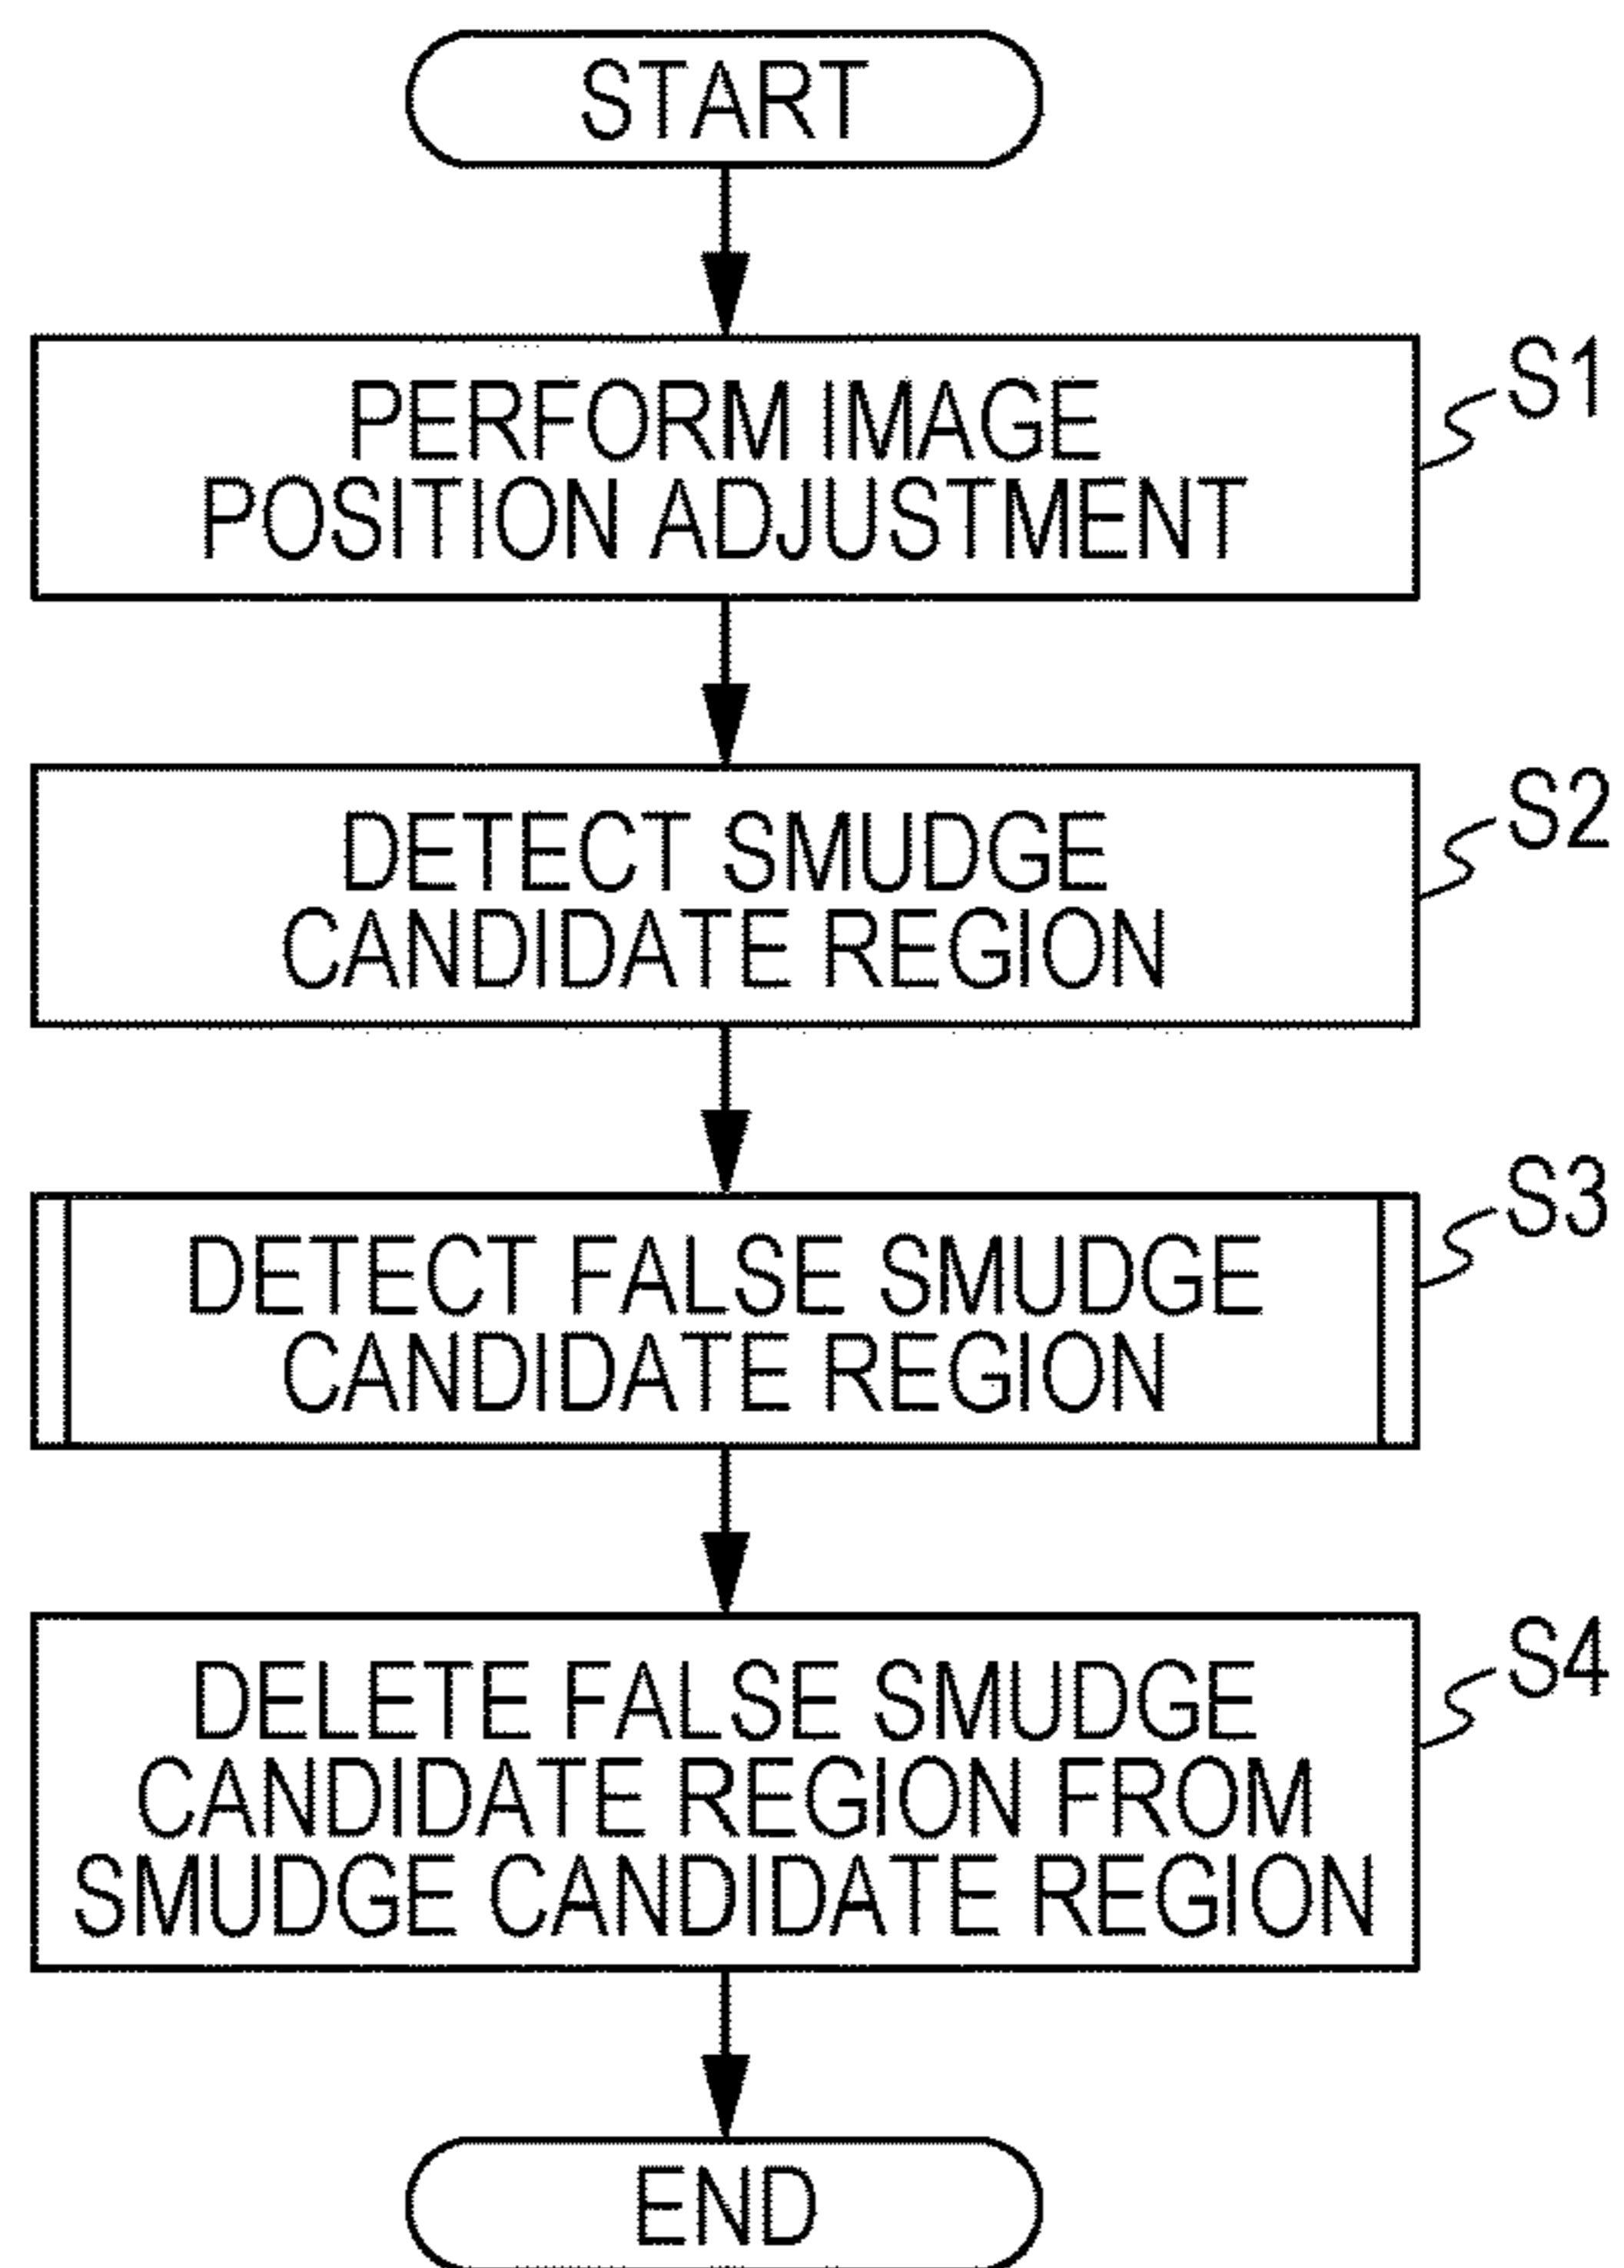 START
PERFORM IMAGE
POSITION ADJUSTMENT
S1
DETECT SMUDGE
CANDIDATE REGION
S2
DETECT FALSE SMUDGE
CANDIDATE REGION
S3
DELETE FALSE SMUDGE
CANDIDATE REGION FROM
SMUDGE CANDIDATE REGION
S4
END